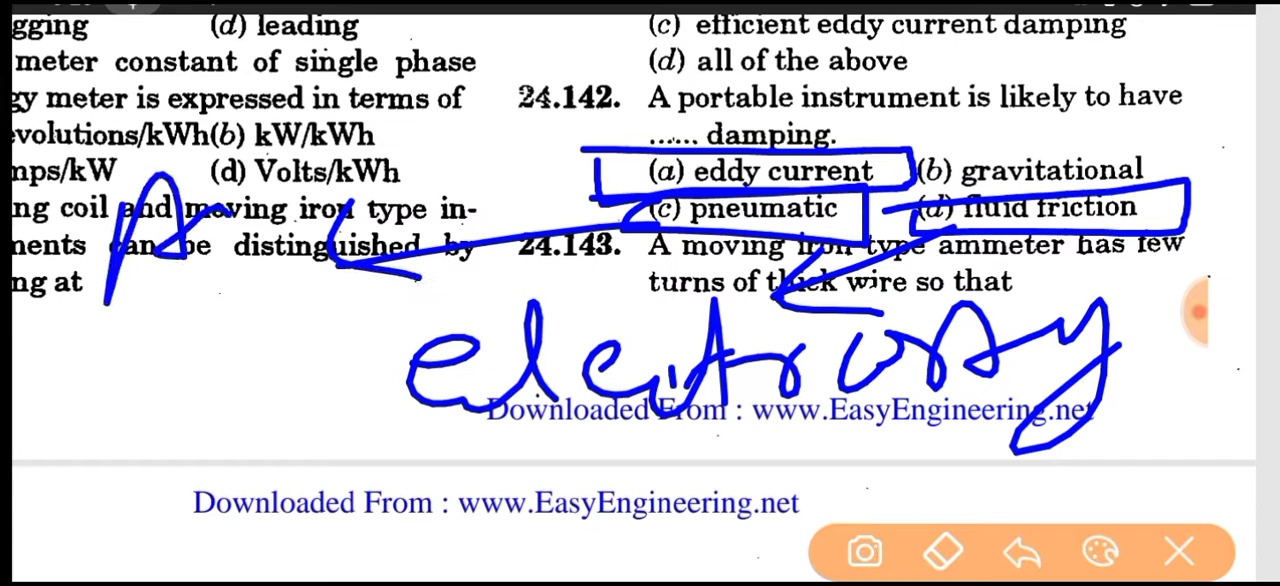 gging (d) leading
meter constant of single phase
gy meter is expressed in terms of
evolutions/kWh(b) kW/kWh
mps/kW (d) Volts/kWh
ng coil and moving iron type in-
ments can be distinguished by
ng at
(c) efficient eddy current damping
(d) all of the above
24.142. A portable instrument is likely to have
...... damping.
(a) eddy current (b) gravitational
(c) pneumatic (d) fluid friction
24.143. A moving iron type ammeter has few
turns of thick wire so that
Downloaded From : www.EasyEngineering.net
Downloaded From : www.EasyEngineering.net